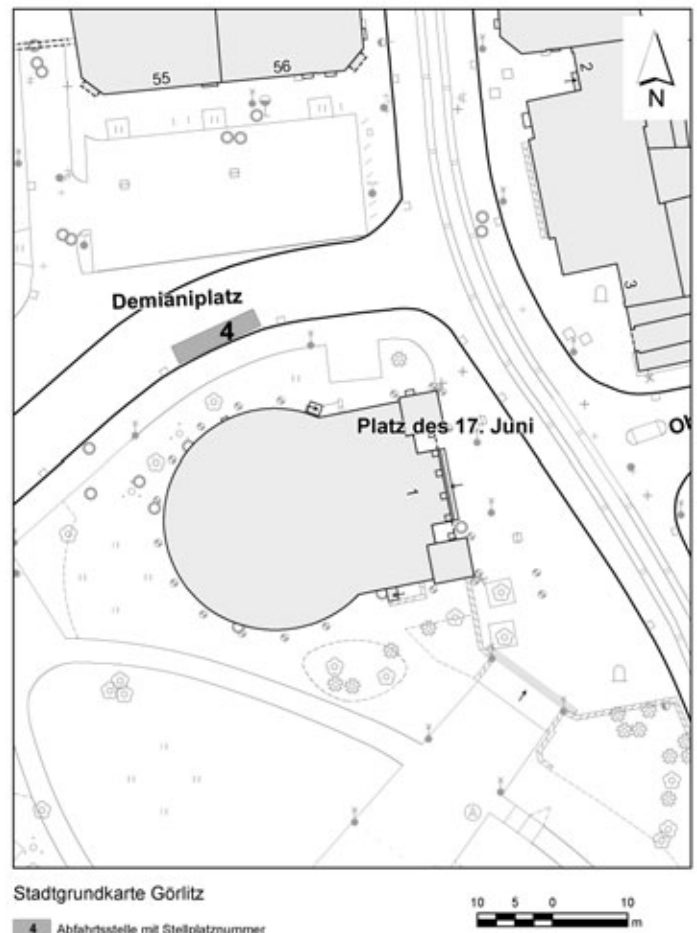 55
56
2
N
3
Demianiplatz
4
Platz des 17. Juni
1
A
Stadtgrundkarte Görlitz
10 5 0 10
m
4 Abfahrtsstelle mit Stellplatznummer